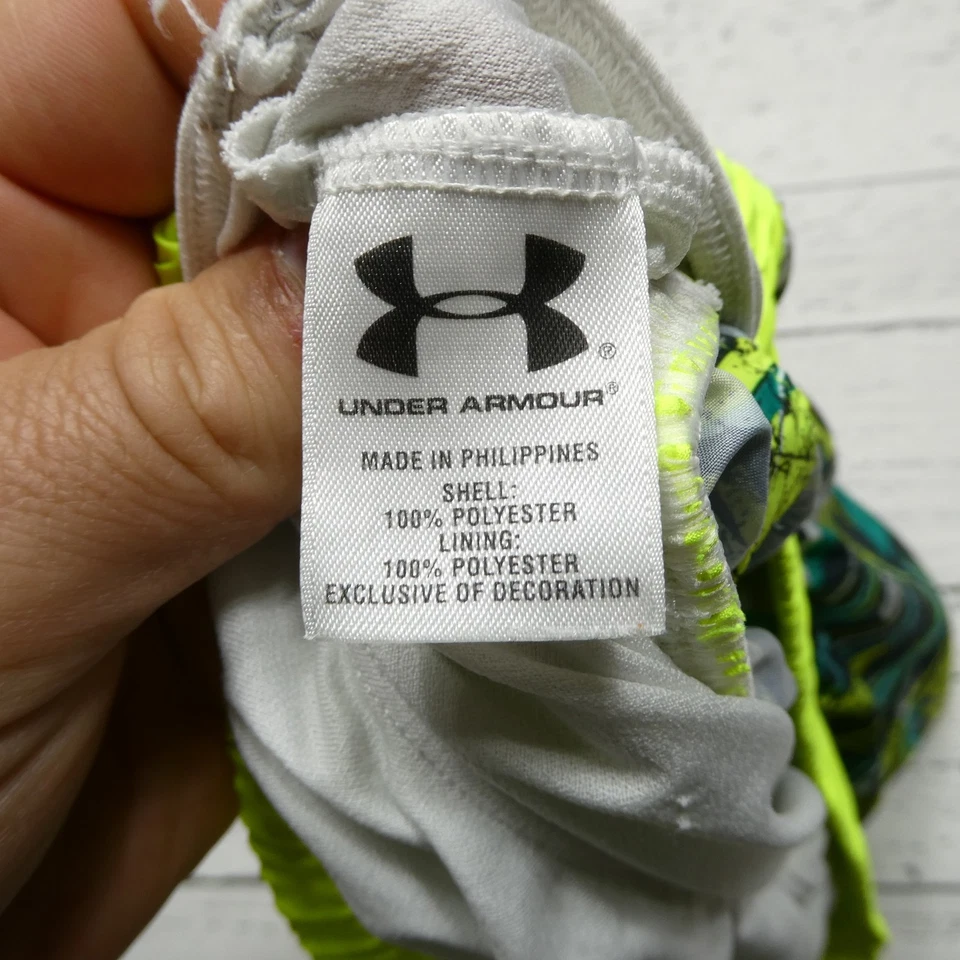 ®
UNDER ARMOUR®
MADE IN PHILIPPINES
SHELL:
100% POLYESTER
LINING:
100% POLYESTER
EXCLUSIVE OF DECORATION